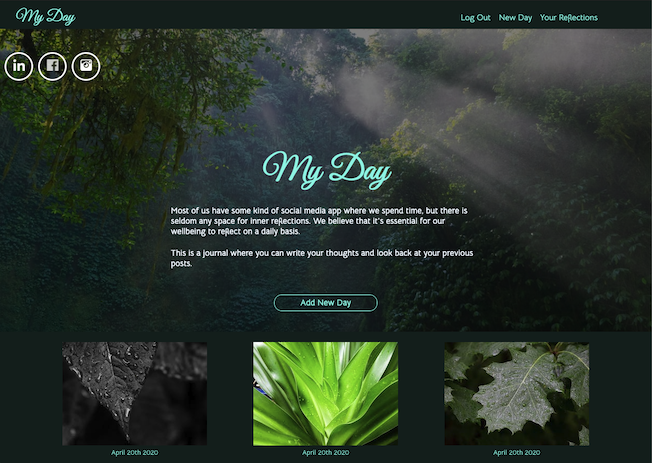 My Day
Log Out New Day Your Reflections
in
My Day
Most of us have some kind of social media app where we spend time, but there is
seldom any space for inner reflections. We believe that it's essential for our
wellbeing to reflect on a daily basis.
This is a journal where you can write your thoughts and look back at your previous
posts.
Add New Day
April 20th 2020
April 20th 2020
April 20th 2020